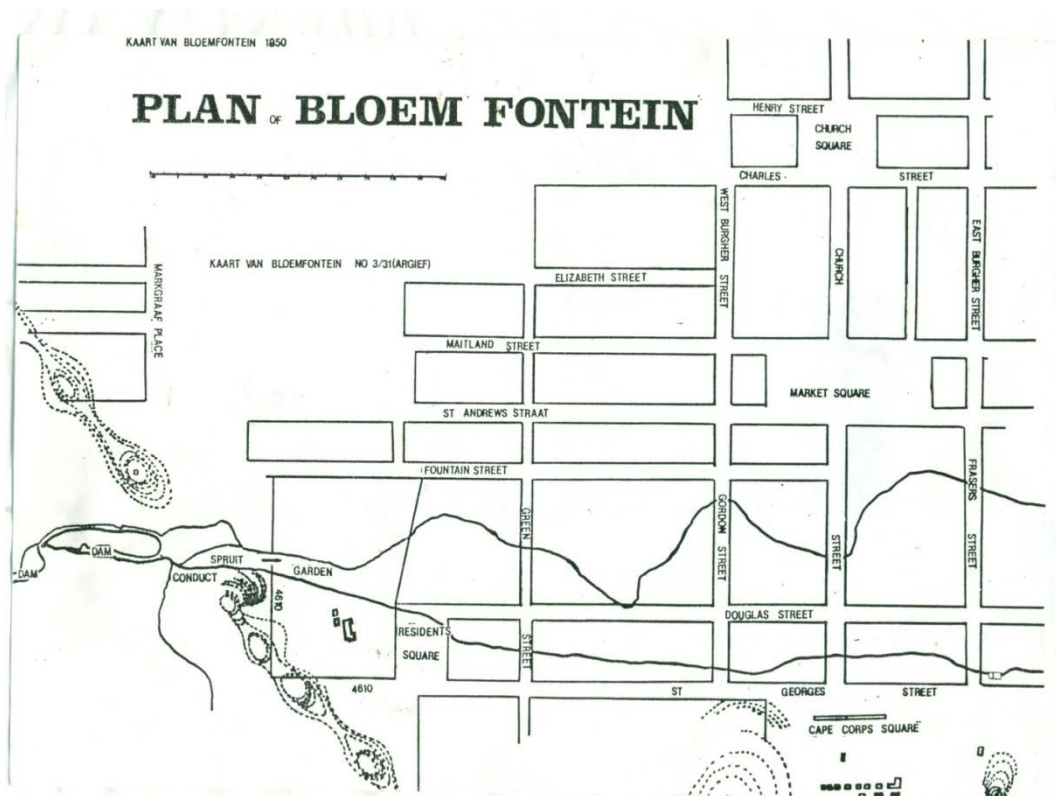 KAART VAN BLOEMFONTEIN 1850
PLAN OF BLOEM FONTEIN
HENRY STREET
CHURCH
SQUARE
CHARLES STREET
WEST BURGHER STREET
CHURCH
EAST BURGHER STREET
MARKGRAAF PLACE
KAART VAN BLOEMFONTEIN NO 3/31(ARGIEF)
ELIZABETH STREET
MAITLAND STREET
MARKET SQUARE
ST ANDREWS STRAAT
FOUNTAIN STREET
GREEN
GORDON STREET
STREET
FRASERS STREET
DAM
DAM
SPRUIT
GARDEN
CONDUCT
4610
DOUGLAS STREET
RESIDENTS
SQUARE
STREET
4610
ST GEORGES STREET
CAPE CORPS SQUARE